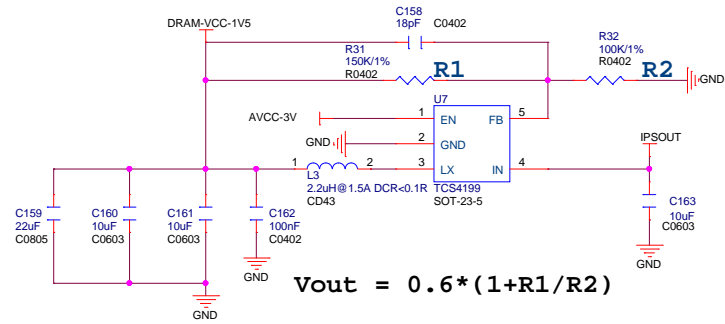 C158
DRAM-VCC-1V5
18pF
C0402
R31
150K/1%
R0402
R1
R32
100K/1%
R0402
R2
GND
U7
AVCC-3V
1
EN
FB
5
GND
2
GND
IPSOUT
1
2
3
LX
IN
4
L3
2.2uH@1.5A DCR<0.1R
CD43
TCS4199
SOT-23-5
C159
22uF
C0805
C160
10uF
C0603
C161
10uF
C0603
C162
100nF
C0402
C163
10uF
C0603
GND
GND
GND
Vout = 0.6*(1+R1/R2)